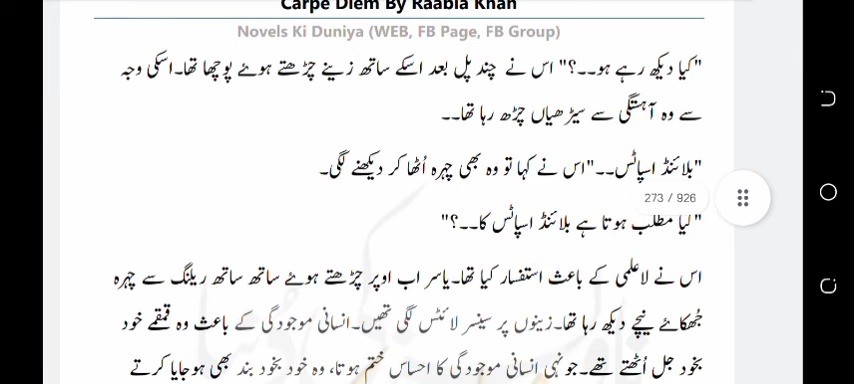 Carpe Diem By Raabia Khan
Novels Ki Duniya (WEB, FB Page, FB Group)
"کیا دیکھ رہے ہو۔۔؟" اس نے چند پل بعد اسکے ساتھ زینے چڑھتے ہوئے پوچھا تھا۔اسکی وجہ
سے وہ آہستگی سے سیڑھیاں چڑھ رہا تھا۔۔
"بلائنڈ اسپاٹس۔۔"اس نے کہا تو وہ بھی چہرہ اُٹھا کر دیکھنے لگی۔
273 / 926
"کیا مطلب ہوتا ہے بلائنڈ اسپاٹس کا۔۔؟"
اس نے لاعلمی کے باعث استفسار کیا تھا۔یاسر اب اوپر چڑھتے ہوئے ساتھ ساتھ ریلنگ سے چہرہ
جُھکائے نیچے دیکھ رہا تھا۔زینوں پر سینسر لائٹس لگی تھیں۔انسانی موجودگی کے باعث وہ قمقمے خود
بخود جل اُٹھتے تھے۔جونہی انسانی موجودگی کا احساس ختم ہوتا، وہ خود بخود بند بھی ہوجایا کرتے